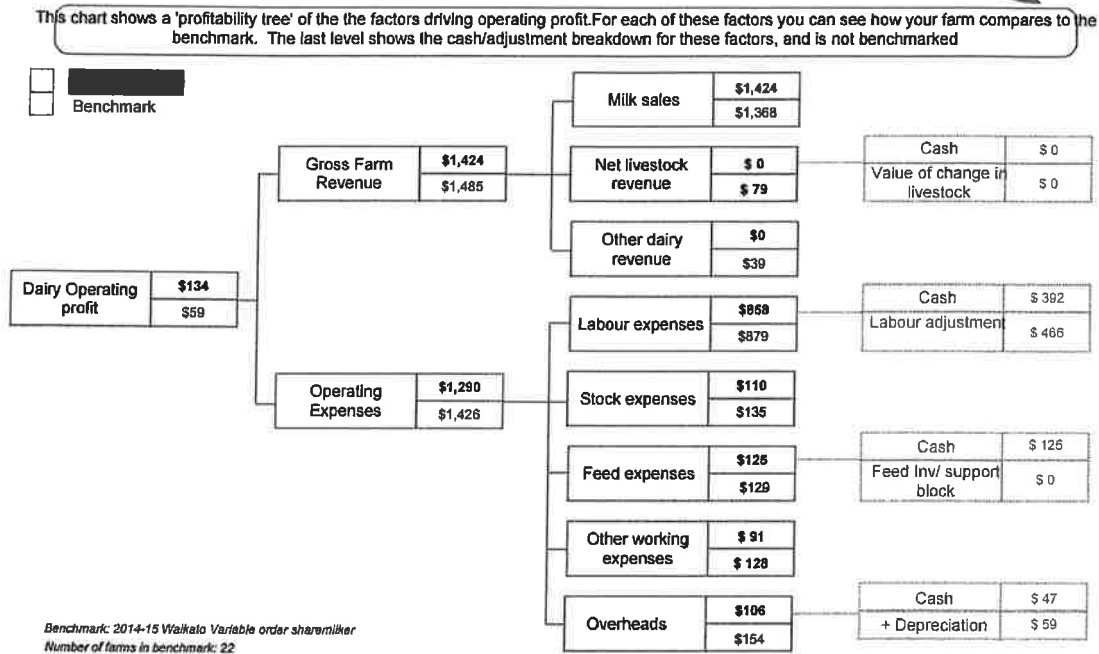 This chart shows a 'profitability tree' of the the factors driving operating profit.For each of these factors you can see how your farm compares to the
benchmark. The last level shows the cash/adjustment breakdown for these factors, and is not benchmarked
Benchmark
Milk sales
$1,424
$1,368
Gross Farm
Revenue
$1,424
$1,485
Net livestock
revenue
$ 0
$ 79
Cash
$ 0
Value of change in
livestock
$ 0
Other dairy
revenue
$0
$39
Dairy Operating
profit
$134
$59
Labour expenses
$858
$879
Cash
$ 392
Labour adjustment
$ 466
Operating
Expenses
$1,290
$1,426
Stock expenses
$110
$135
Feed expenses
$125
$129
Cash
$ 125
Feed Inv/ support
block
$ 0
Other working
expenses
$ 91
$ 128
Overheads
$106
$154
Cash
$ 47
+ Depreciation
$ 59
Benchmark: 2014-15 Waikato Variable order sharemilker
Number of farms in benchmark: 22